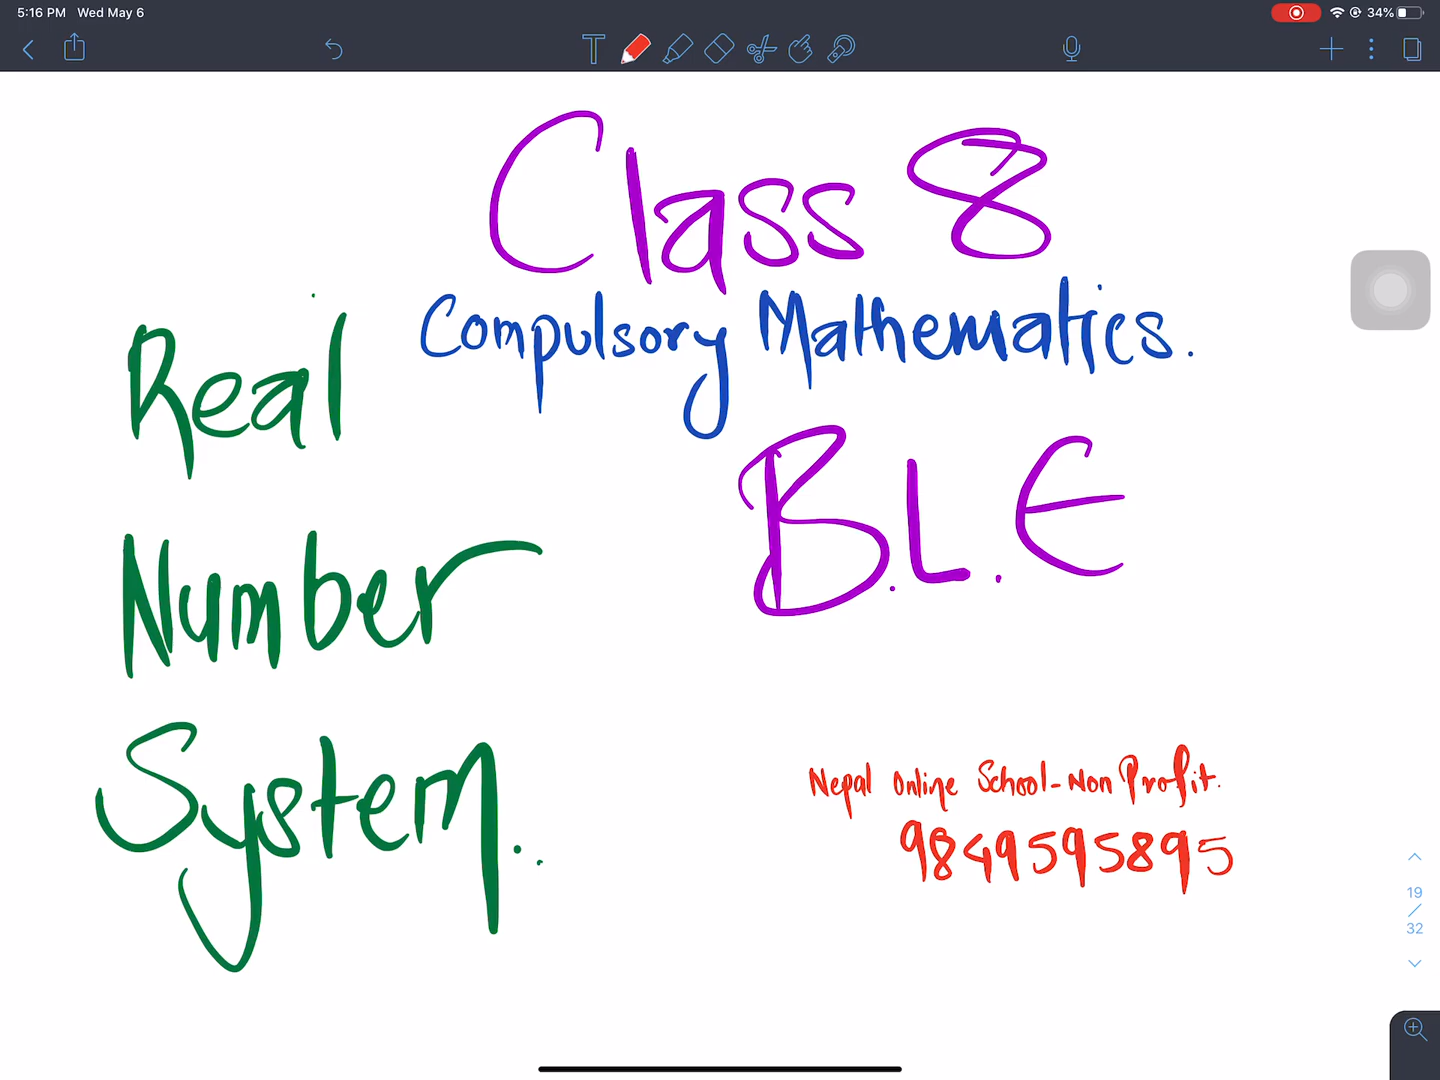 5:16 PM Wed May 6
34%
Class 8
Compulsory Mathematics.
Real
Number
System.
B.L.E
Nepal Online School-Non Profit.
9849595895
19
/
32